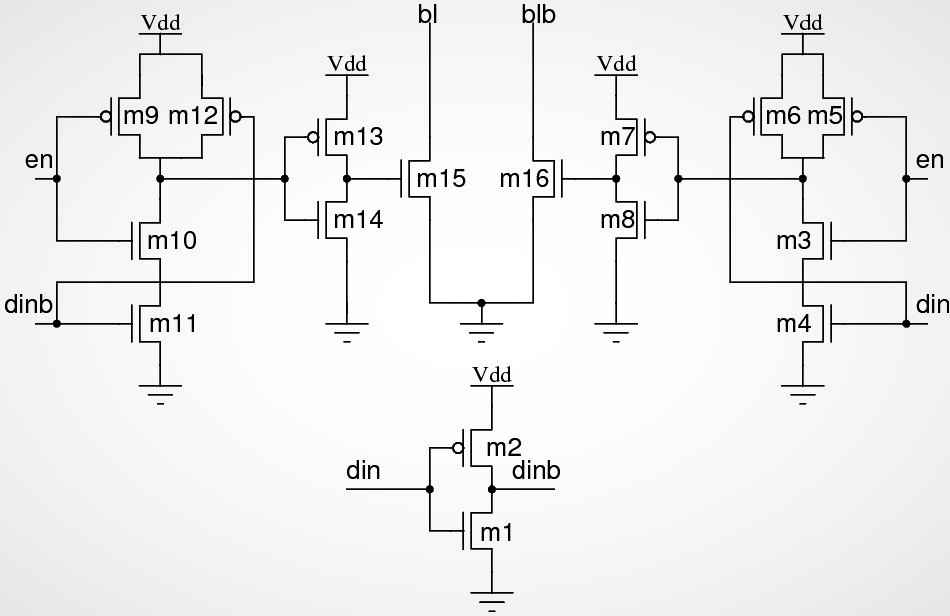 bl blb
Vdd Vdd
Vdd Vdd
m9 m12 m6 m5
m13 m7
en en
m15 m16
m14 m8
m10 m3
dinb din
m11 m4
Vdd
m2
din dinb
m1